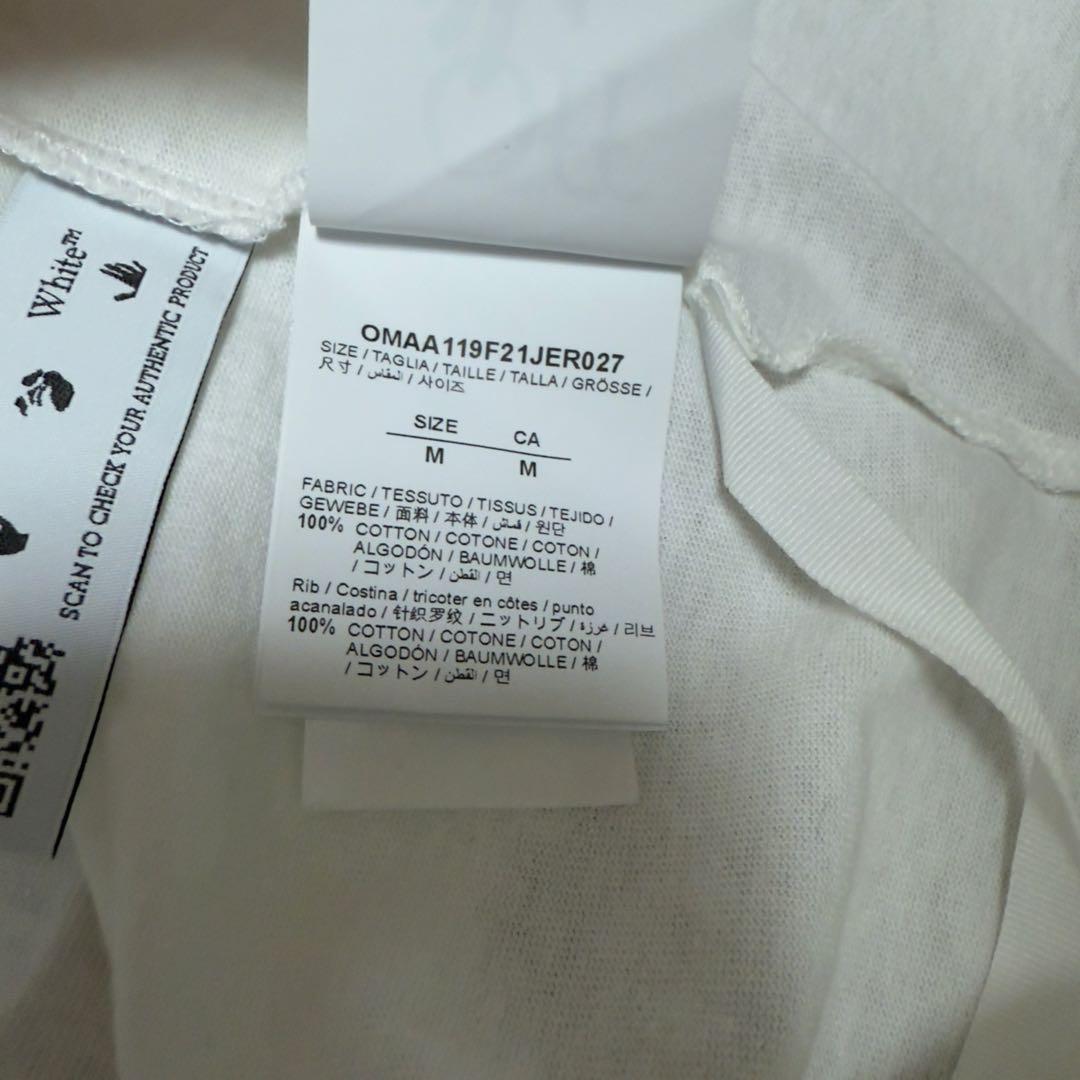 White™
SCAN TO CHECK YOUR AUTHENTIC PRODUCT
OMAA119F21JER027
SIZE / TAGLIA / TAILLE / TALLA / GRÖSSE /
尺寸 / المقاس / 사이즈
SIZE CA
M M
FABRIC / TESSUTO / TISSUS / TEJIDO /
GEWEBE / 面料 / 本体 / قماش / 원단
100% COTTON / COTONE / COTON /
ALGODÓN / BAUMWOLLE / 棉
/ コットン / القطن / 면
Rib / Costina / tricoter en côtes / punto
acanalado / 针织罗纹 / ニットリブ / غرزة / 리브
100% COTTON / COTONE / COTON /
ALGODÓN / BAUMWOLLE / 棉
/ コットン / القطن / 면